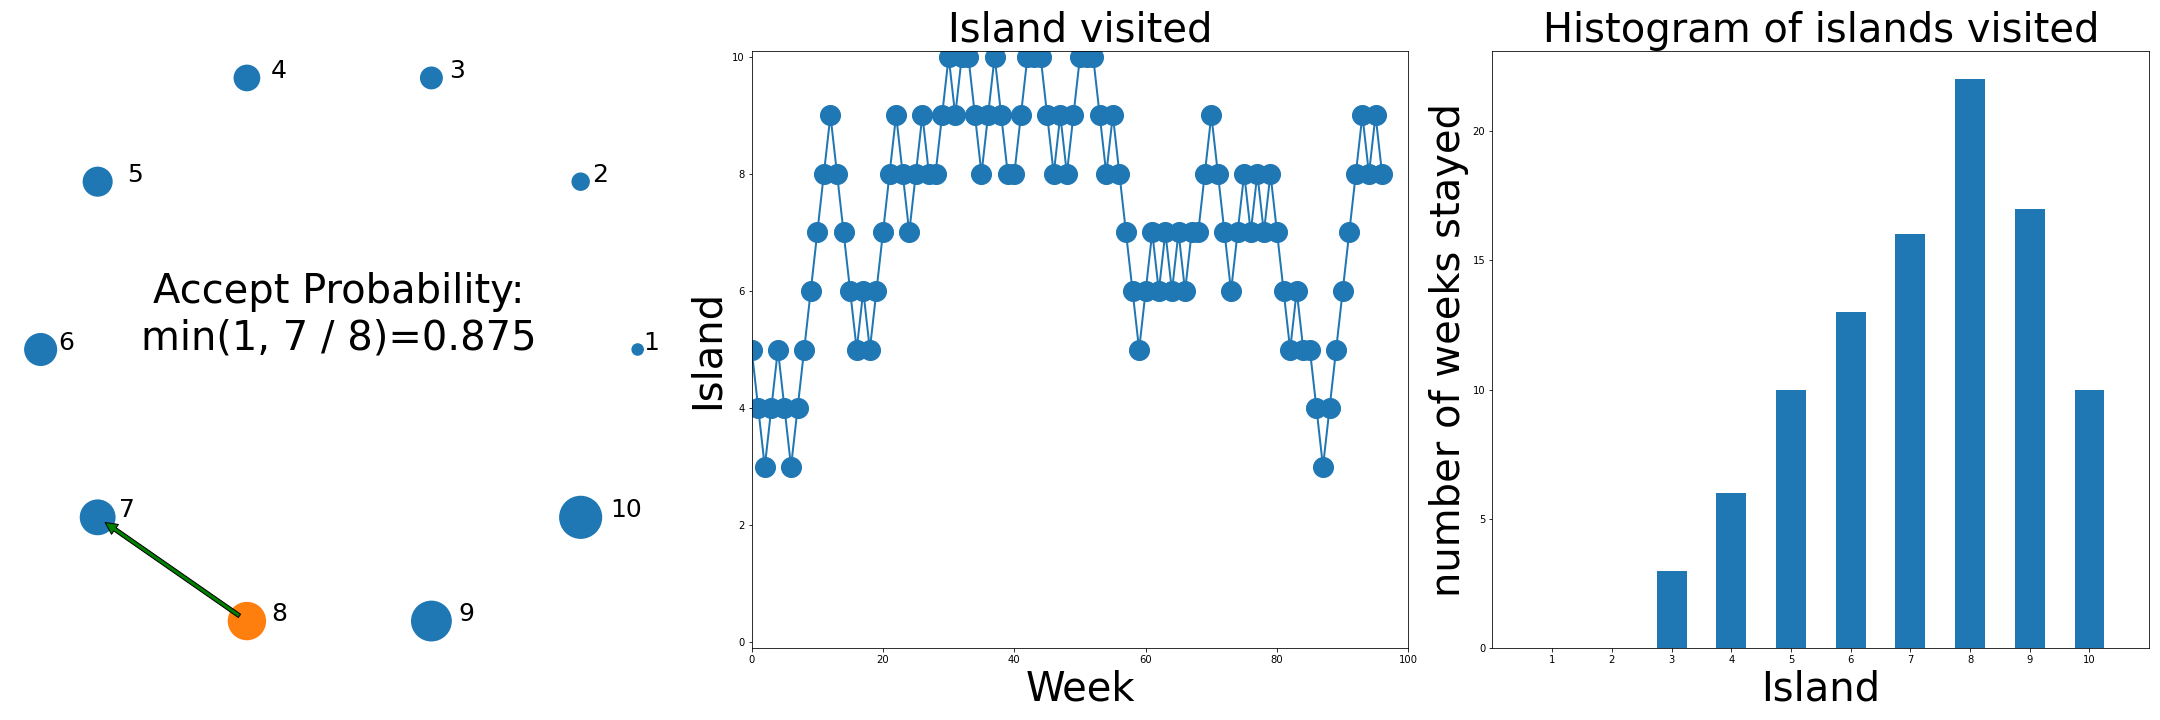 4
3
5
2
Accept Probability:
min(1, 7 / 8)=0.875
6
1
7
10
8
9
Island visited
10
8
6
4
2
0
Island
0 20 40 60 80 100
Week
Histogram of islands visited
20
15
10
5
0
number of weeks stayed
1 2 3 4 5 6 7 8 9 10
Island